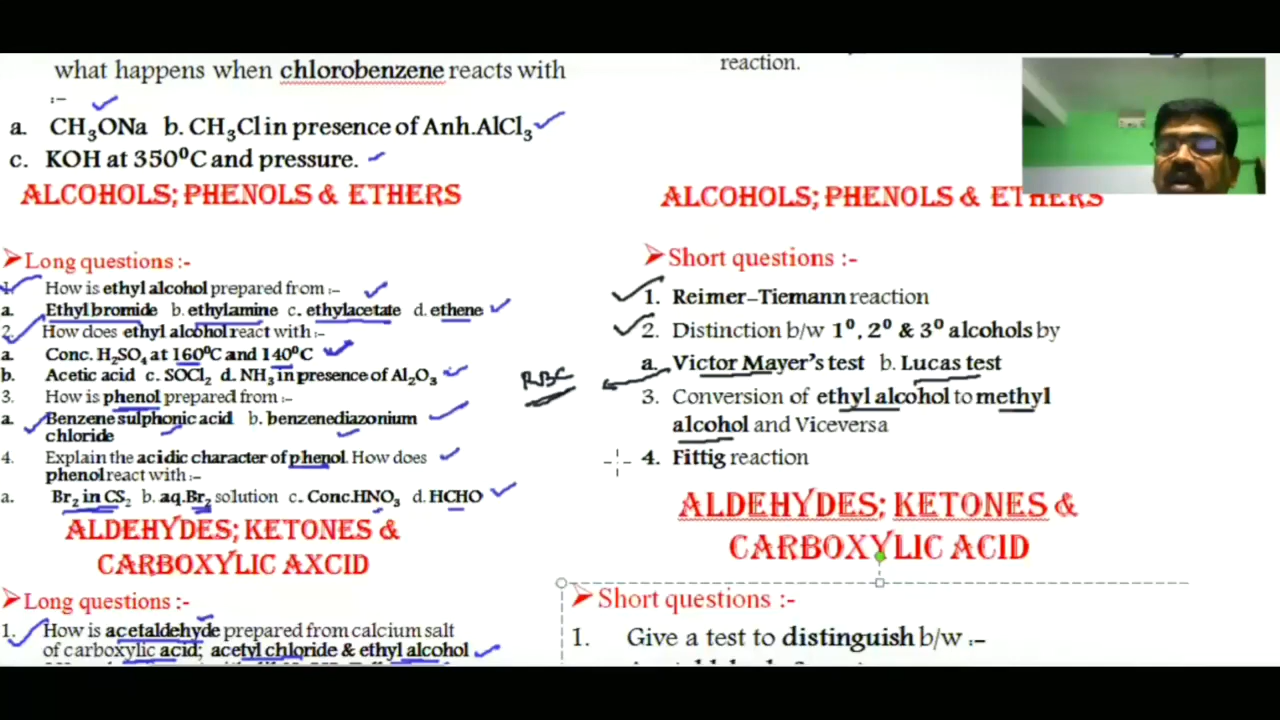 what happens when chlorobenzene reacts with
:-
a. CH₃ONa b. CH₃Cl in presence of Anh.AlCl₃
c. KOH at 350⁰C and pressure.
ALCOHOLS; PHENOLS & ETHERS
Long questions :-
1. How is ethyl alcohol prepared from :-
a. Ethyl bromide b. ethylamine c. ethylacetate d. ethene
2. How does ethyl alcohol react with :-
a. Conc. H₂SO₄ at 160⁰C and 140⁰C
b. Acetic acid c. SOCl₂ d. NH₃ in presence of Al₂O₃
3. How is phenol prepared from :-
a. Benzene sulphonic acid b. benzenediazonium
chloride
4. Explain the acidic character of phenol. How does
phenol react with :-
a. Br₂ in CS₂ b. aq.Br₂ solution c. Conc.HNO₃ d. HCHO
ALDEHYDES; KETONES &
CARBOXYLIC AXCID
Long questions :-
1. How is acetaldehyde prepared from calcium salt
of carboxylic acid; acetyl chloride & ethyl alcohol
reaction.
ALCOHOLS; PHENOLS & ETHERS
Short questions :-
1. Reimer-Tiemann reaction
2. Distinction b/w 1⁰, 2⁰ & 3⁰ alcohols by
a. Victor Mayer's test b. Lucas test
RBC
3. Conversion of ethyl alcohol to methyl
alcohol and Viceversa
4. Fittig reaction
ALDEHYDES; KETONES &
CARBOXYLIC ACID
Short questions :-
1. Give a test to distinguish b/w :-